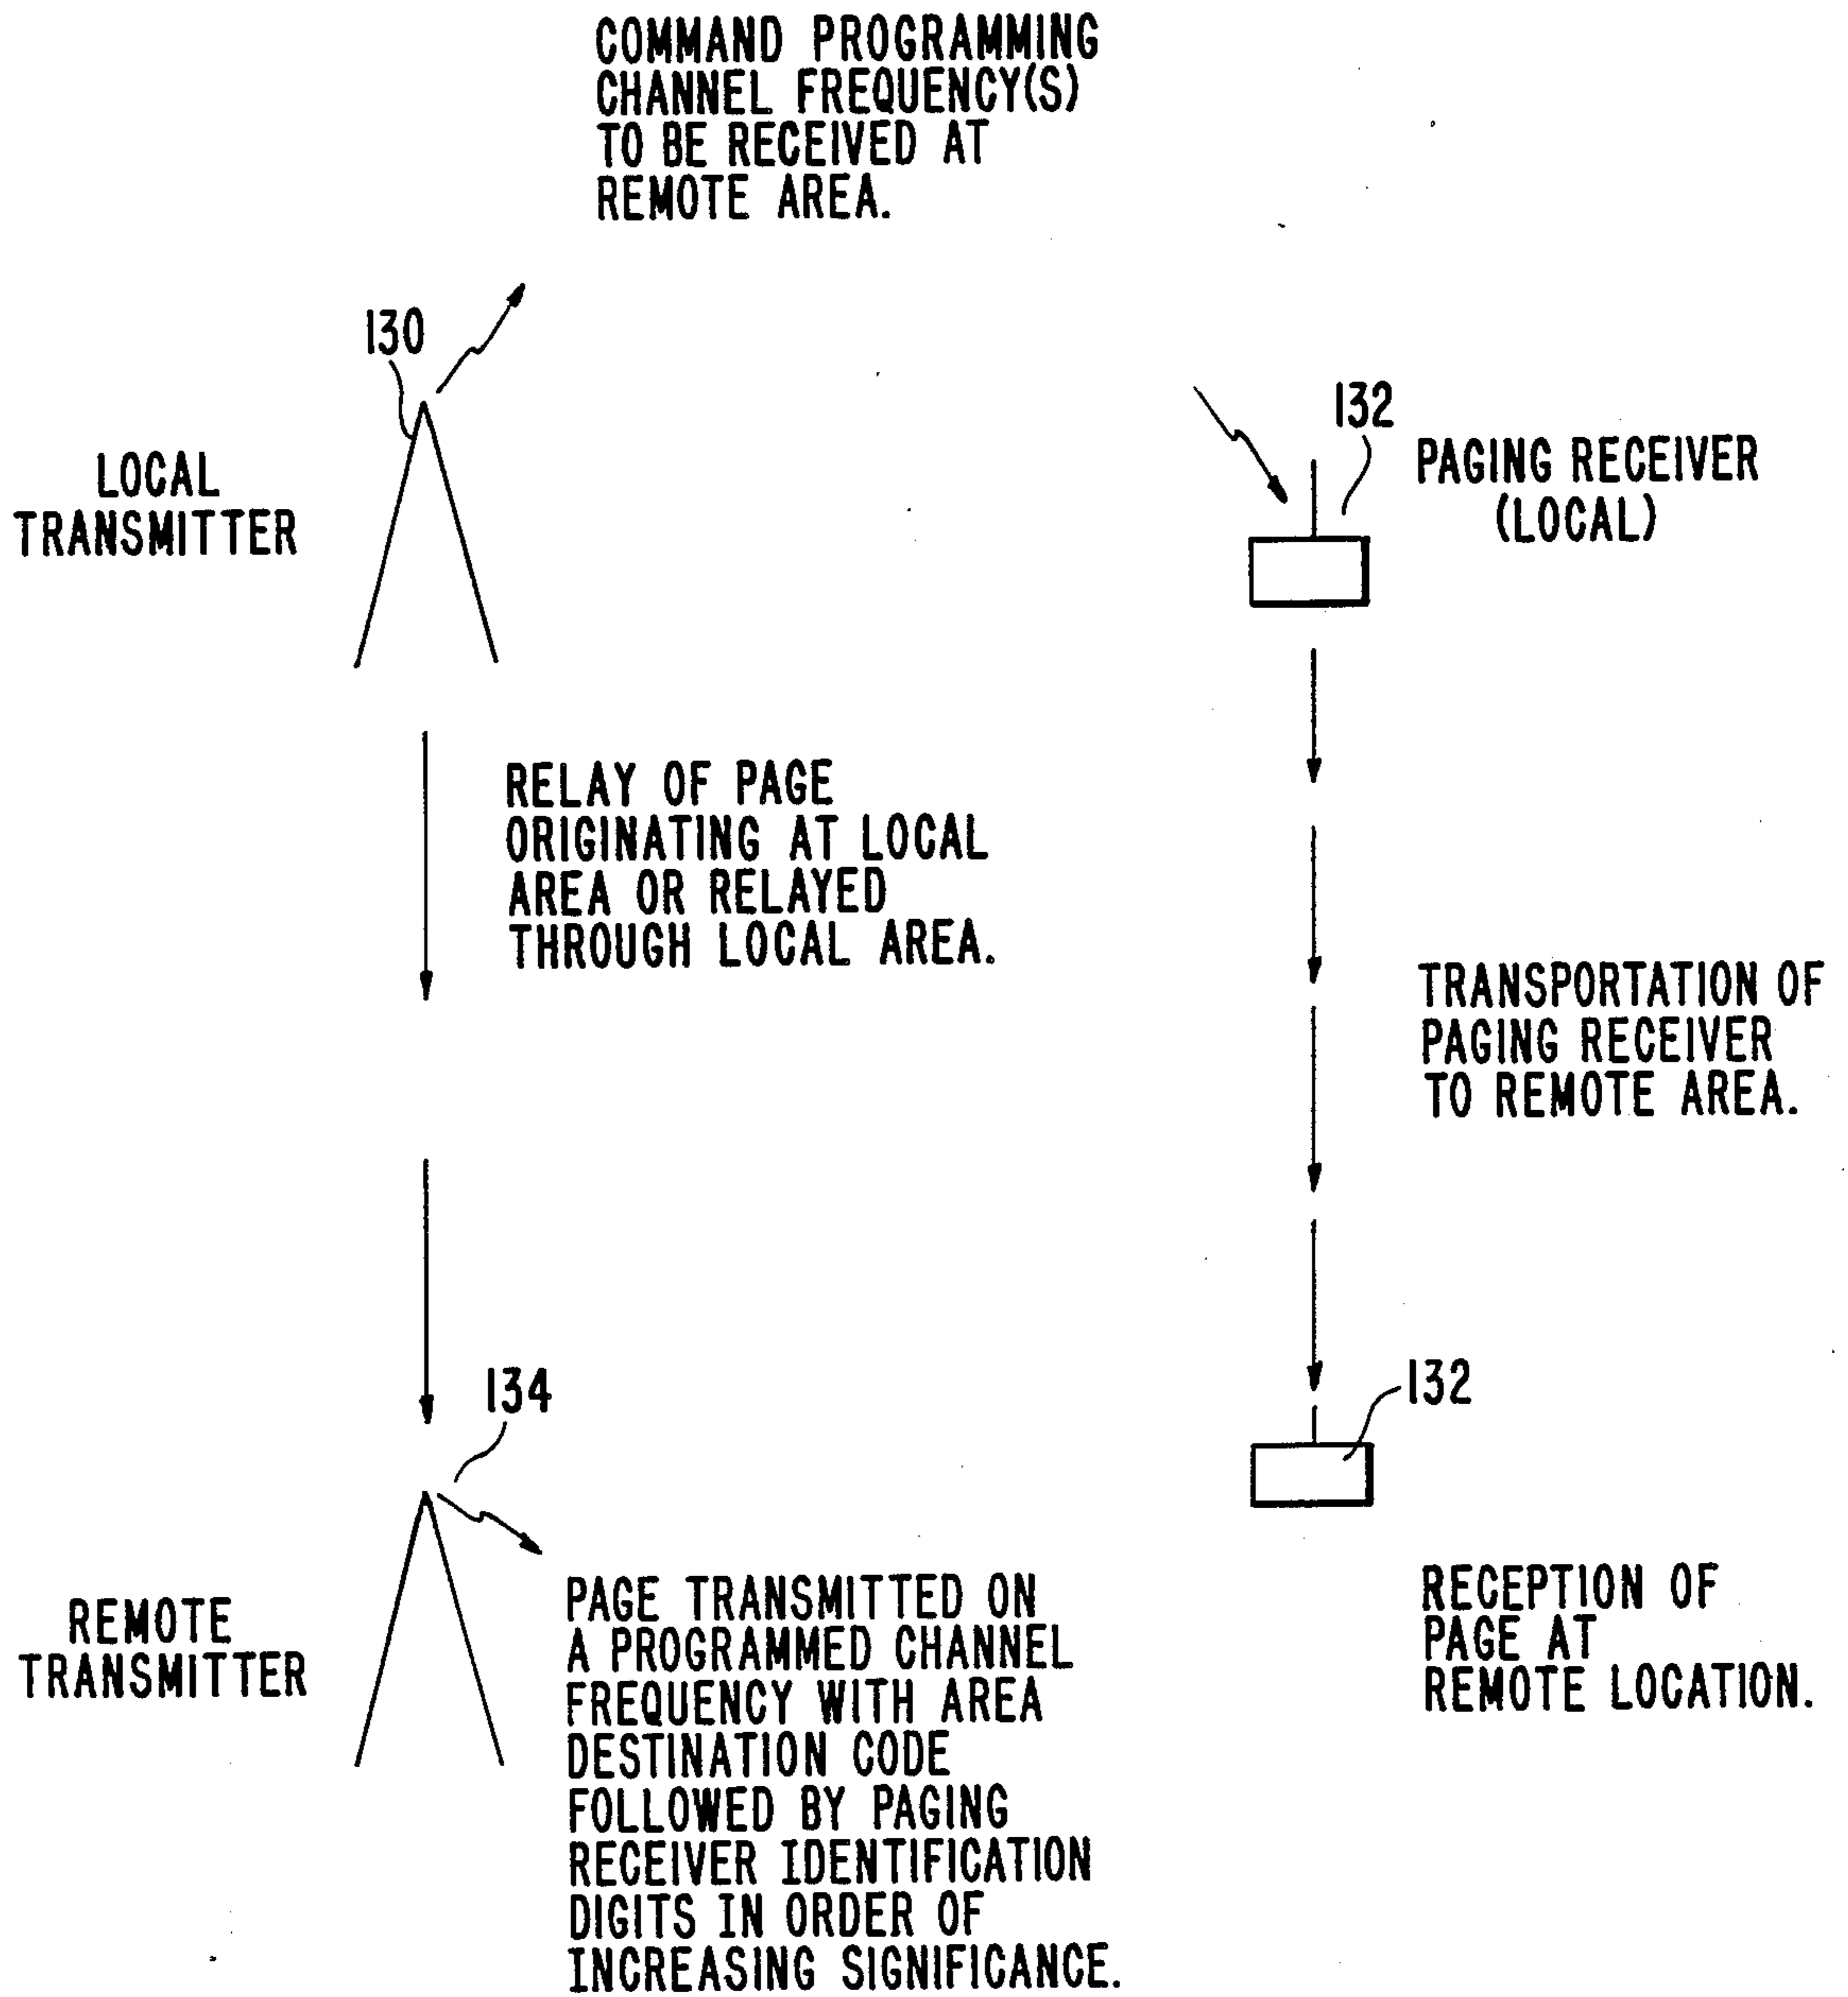 COMMAND PROGRAMMING
CHANNEL FREQUENCY(S)
TO BE RECEIVED AT
REMOTE AREA.
130
LOCAL
TRANSMITTER
132
PAGING RECEIVER
(LOCAL)
RELAY OF PAGE
ORIGINATING AT LOCAL
AREA OR RELAYED
THROUGH LOCAL AREA.
TRANSPORTATION OF
PAGING RECEIVER
TO REMOTE AREA.
134
132
REMOTE
TRANSMITTER
PAGE TRANSMITTED ON
A PROGRAMMED CHANNEL
FREQUENCY WITH AREA
DESTINATION CODE
FOLLOWED BY PAGING
RECEIVER IDENTIFICATION
DIGITS IN ORDER OF
INCREASING SIGNIFICANCE.
RECEPTION OF
PAGE AT
REMOTE LOCATION.